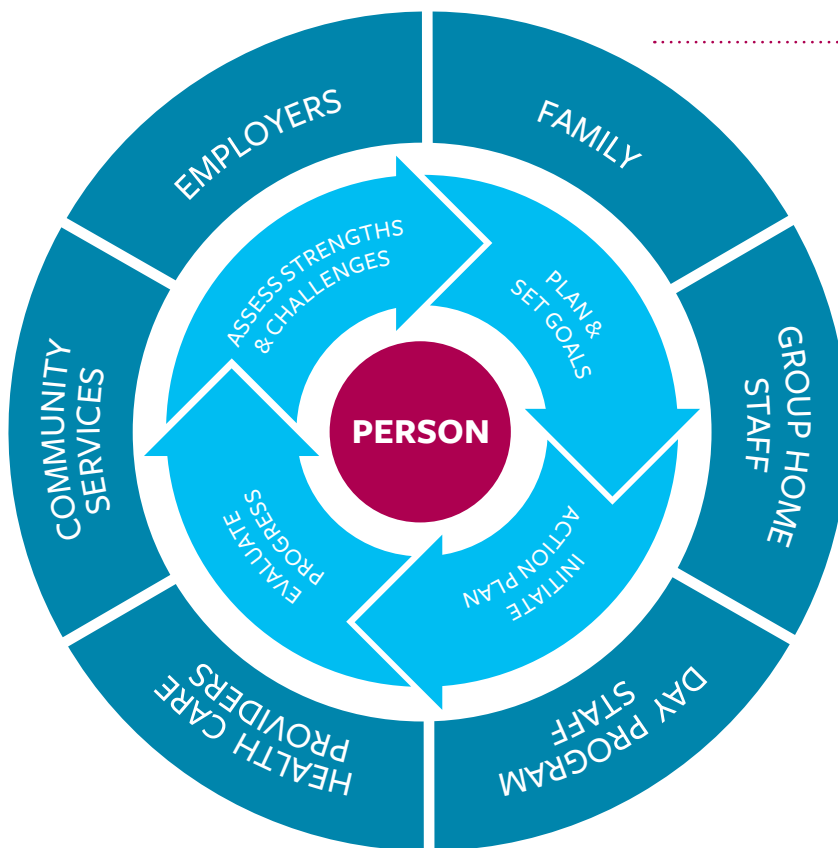 EMPLOYERS
FAMILY
GROUP HOME
STAFF
DAY PROGRAM
STAFF
HEALTH CARE
PROVIDERS
COMMUNITY
SERVICES
ASSESS STRENGTHS
& CHALLENGES
PLAN &
SET GOALS
INITIATE
ACTION PLAN
EVALUATE
PROGRESS
PERSON